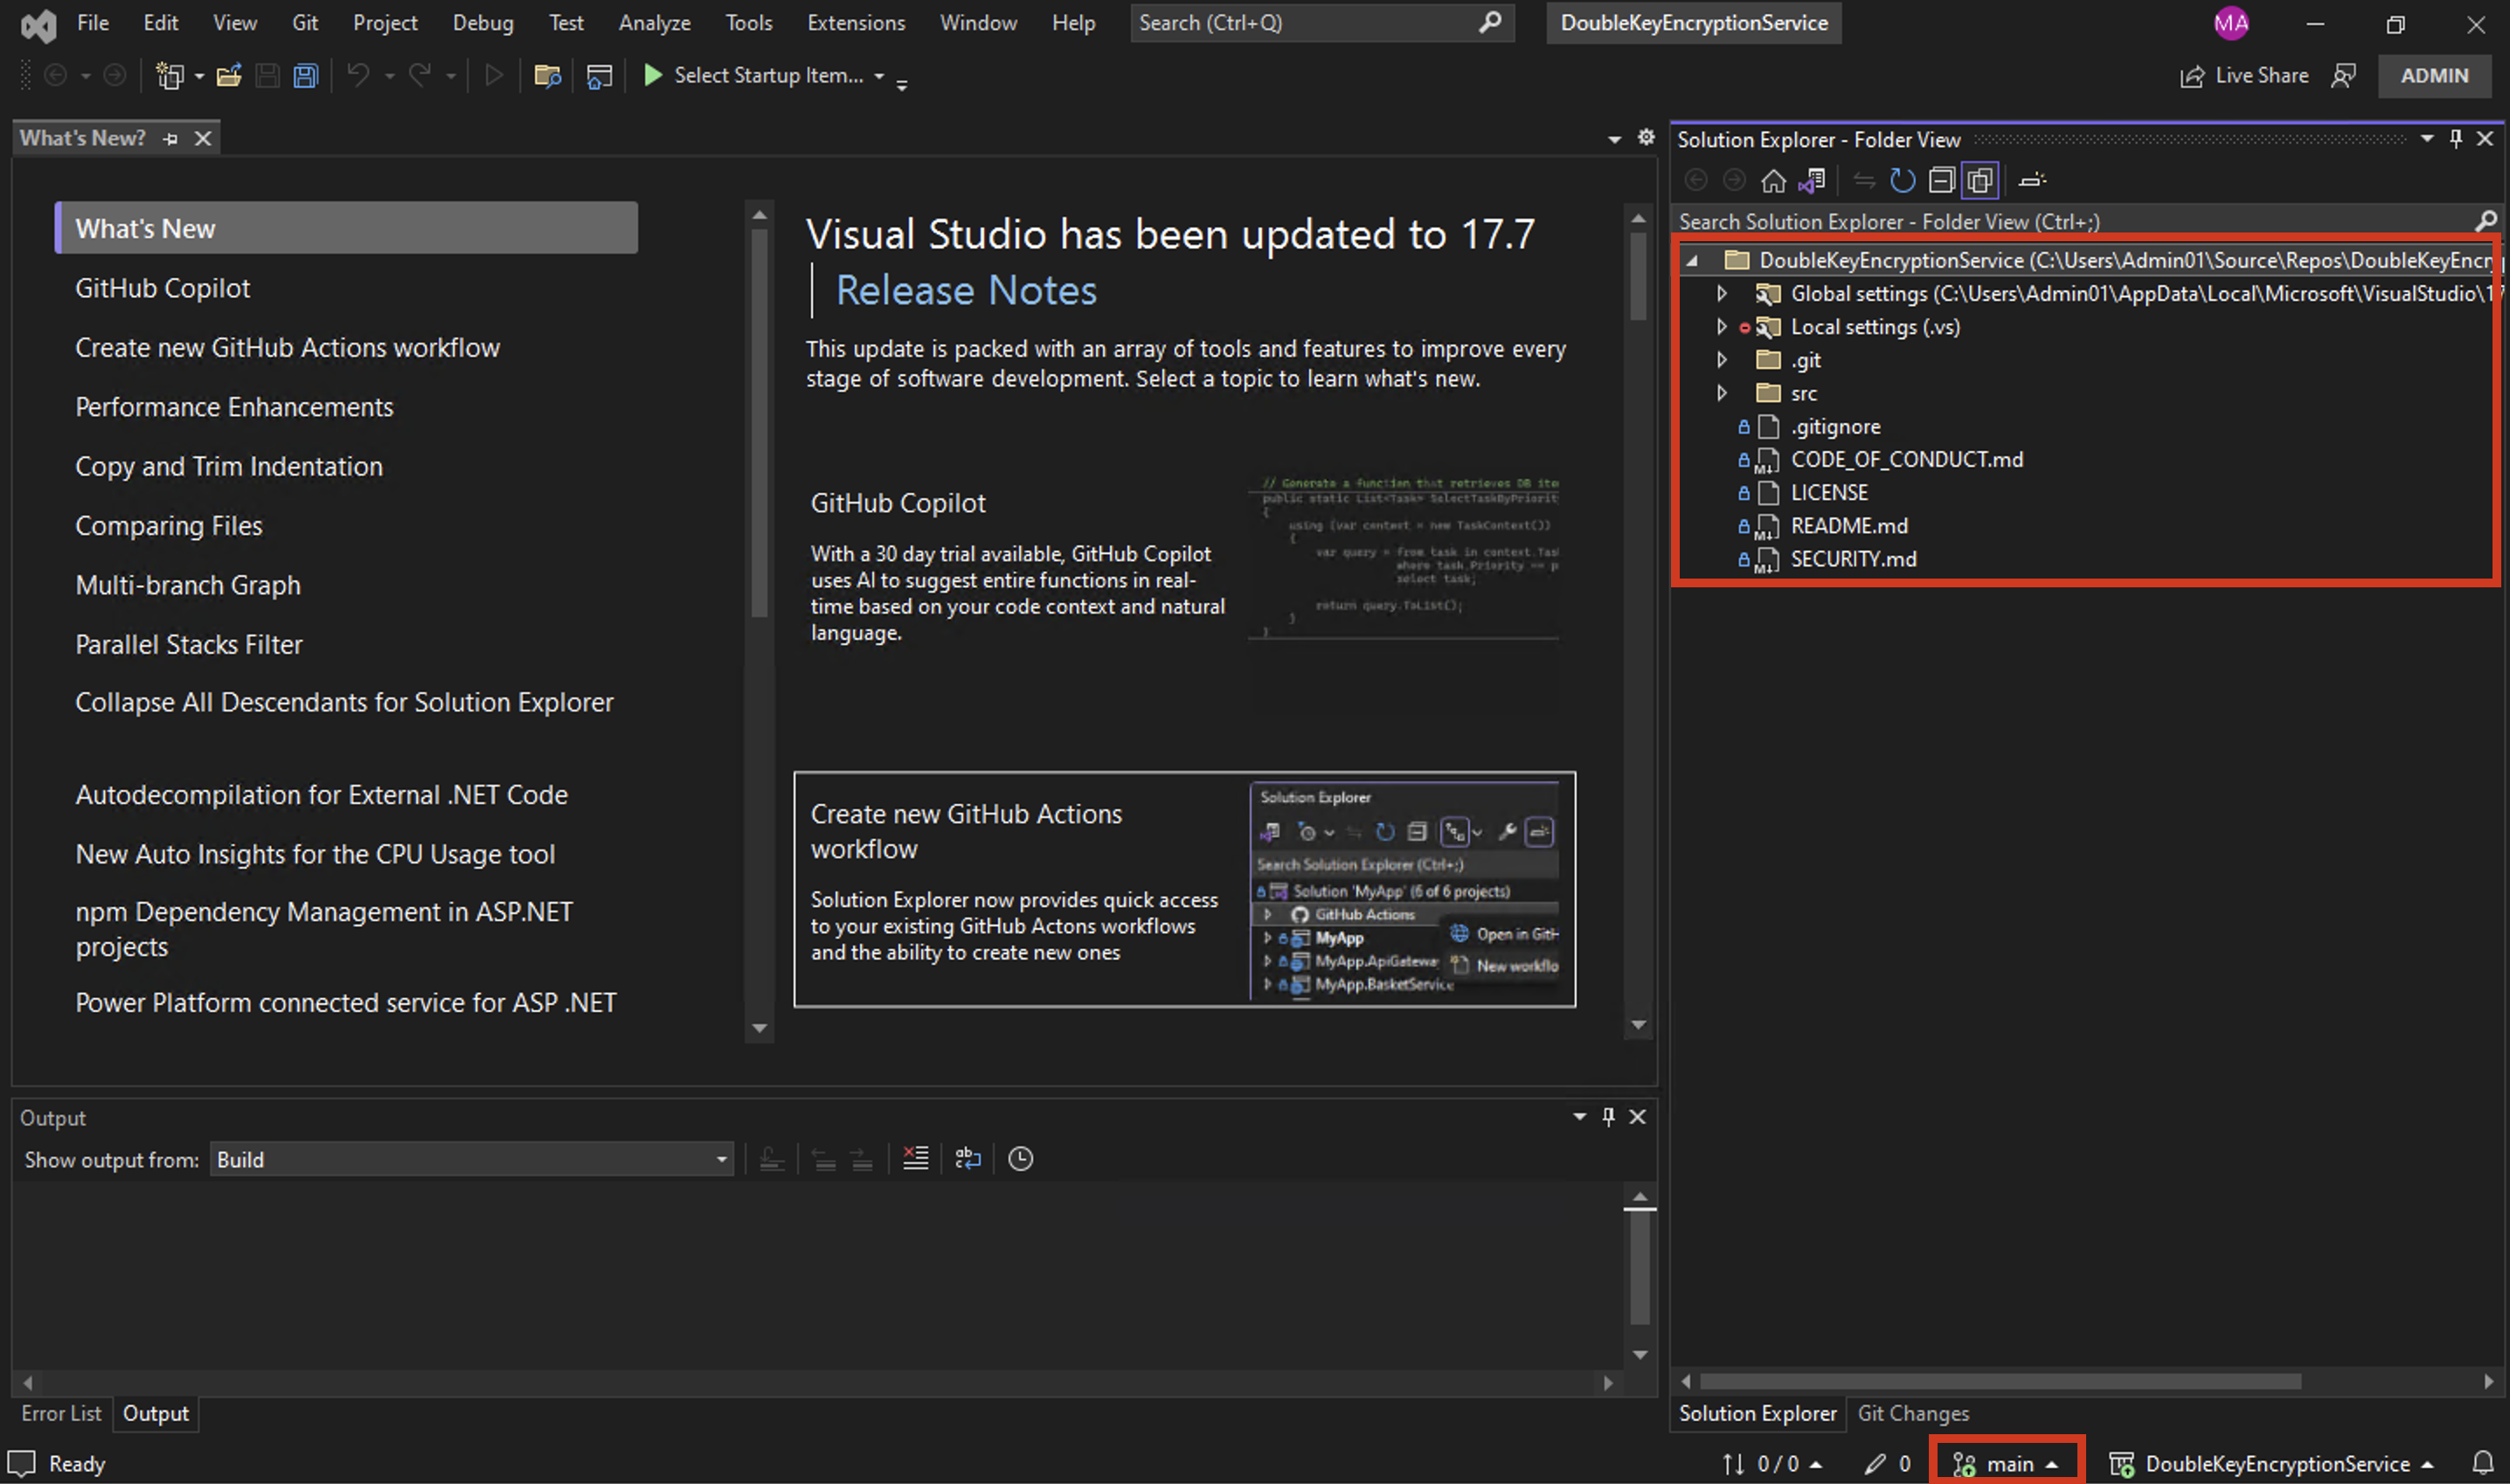 File Edit View Git Project Debug Test Analyze Tools Extensions Window Help Search (Ctrl+Q) DoubleKeyEncryptionService MA
Select Startup Item... Live Share ADMIN
What's New?
What's New
GitHub Copilot
Create new GitHub Actions workflow
Performance Enhancements
Copy and Trim Indentation
Comparing Files
Multi-branch Graph
Parallel Stacks Filter
Collapse All Descendants for Solution Explorer
Autodecompilation for External .NET Code
New Auto Insights for the CPU Usage tool
npm Dependency Management in ASP.NET
projects
Power Platform connected service for ASP .NET
Visual Studio has been updated to 17.7
Release Notes
This update is packed with an array of tools and features to improve every
stage of software development. Select a topic to learn what's new.
GitHub Copilot
With a 30 day trial available, GitHub Copilot
uses AI to suggest entire functions in real-
time based on your code context and natural
language.
// Generate a function that retrieves DB ite
public static List<Task> SelectTaskByPriorit
{
using (var context = new TaskContext())
{
var query = from task in context.Tas
where task.Priority == p
select task;
return query.ToList();
}
}
Create new GitHub Actions
workflow
Solution Explorer now provides quick access
to your existing GitHub Actons workflows
and the ability to create new ones
Solution Explorer
Search Solution Explorer (Ctrl+;)
Solution 'MyApp' (6 of 6 projects)
GitHub Actions
MyApp
Open in GitH
MyApp.ApiGateway
New workflo
MyApp.BasketService
Output
Show output from: Build
Error List Output
Solution Explorer - Folder View
Search Solution Explorer - Folder View (Ctrl+;)
DoubleKeyEncryptionService (C:\Users\Admin01\Source\Repos\DoubleKeyEncryp
Global settings (C:\Users\Admin01\AppData\Local\Microsoft\VisualStudio\17
Local settings (.vs)
.git
src
.gitignore
CODE_OF_CONDUCT.md
LICENSE
README.md
SECURITY.md
Solution Explorer Git Changes
Ready 0 / 0 0 main DoubleKeyEncryptionService